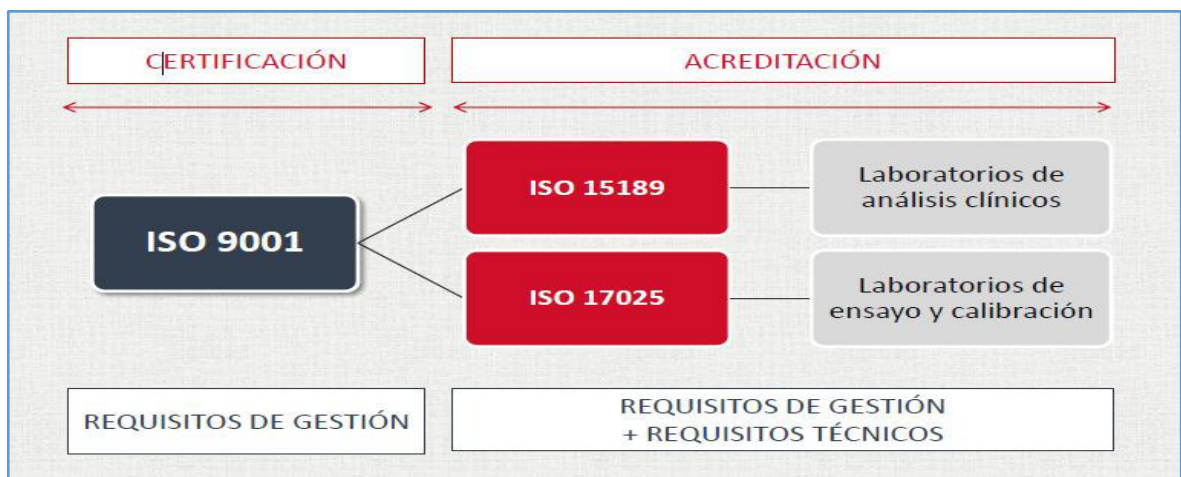 CERTIFICACIÓN
ACREDITACIÓN
ISO 9001
ISO 15189
Laboratorios de
análisis clínicos
ISO 17025
Laboratorios de
ensayo y calibración
REQUISITOS DE GESTIÓN
REQUISITOS DE GESTIÓN
+ REQUISITOS TÉCNICOS